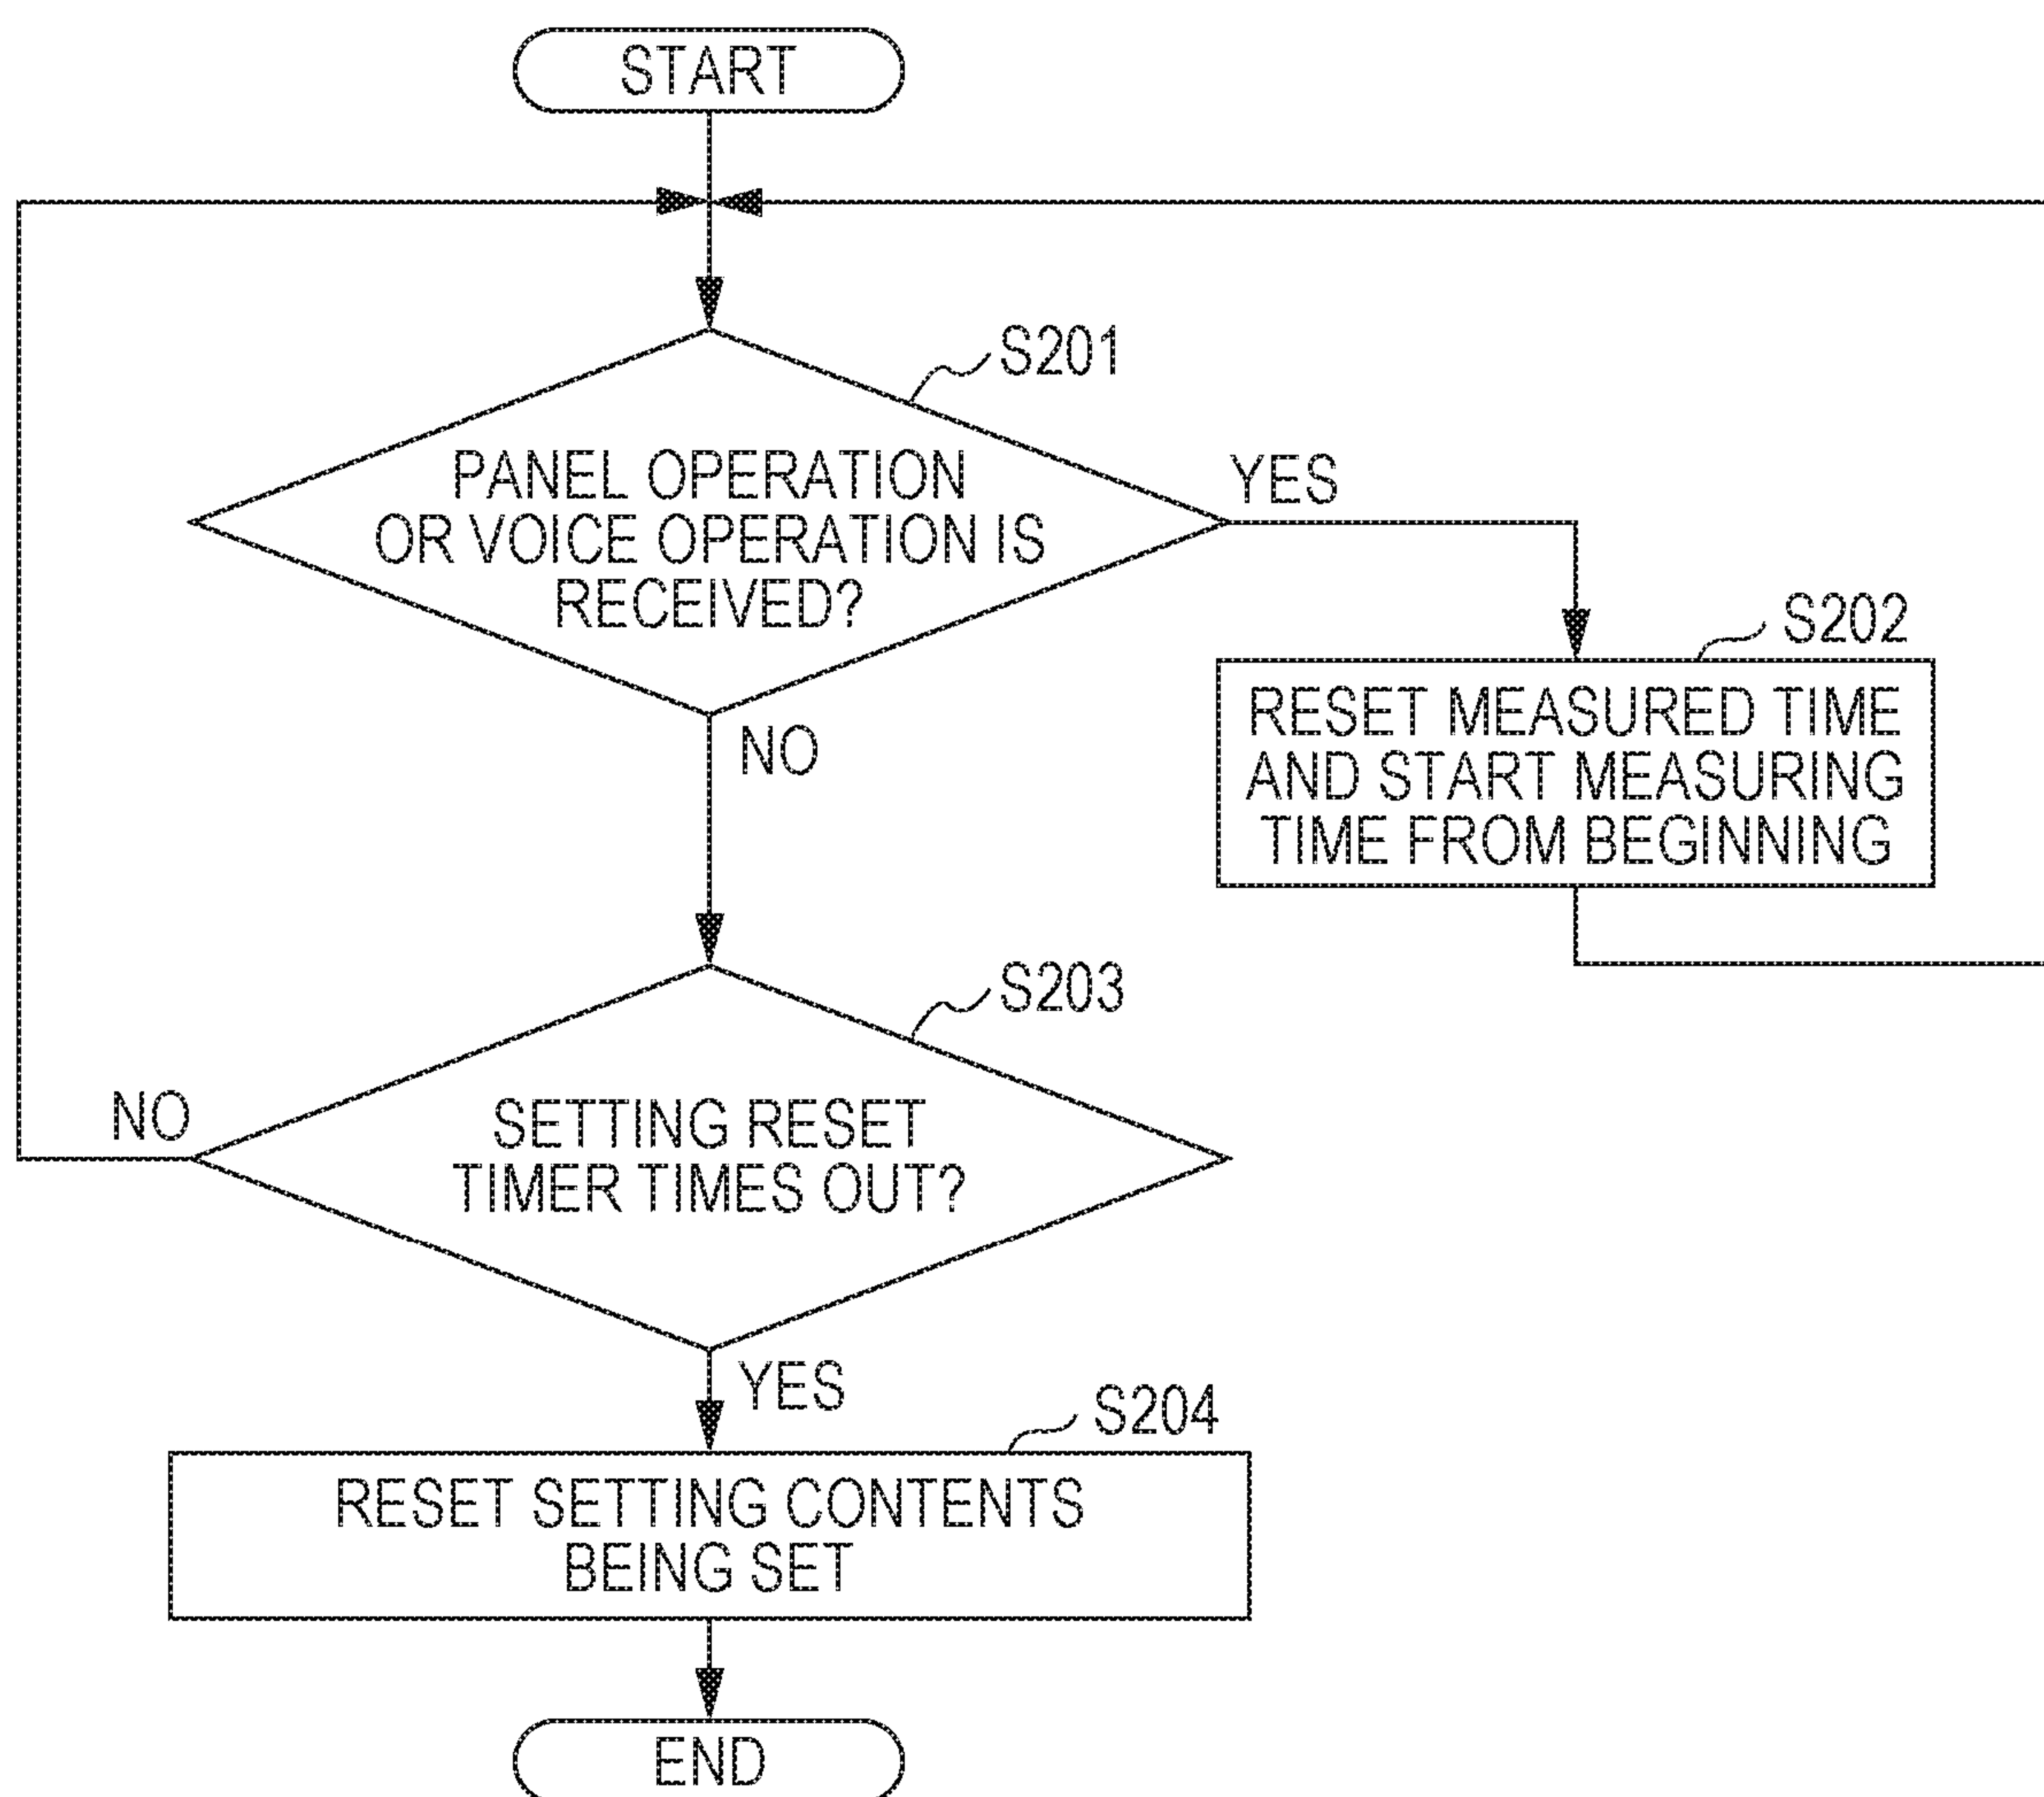 START
S201
PANEL OPERATION
OR VOICE OPERATION IS
RECEIVED?
YES
NO
S202
RESET MEASURED TIME
AND START MEASURING
TIME FROM BEGINNING
S203
SETTING RESET
TIMER TIMES OUT?
NO
YES
S204
RESET SETTING CONTENTS
BEING SET
END